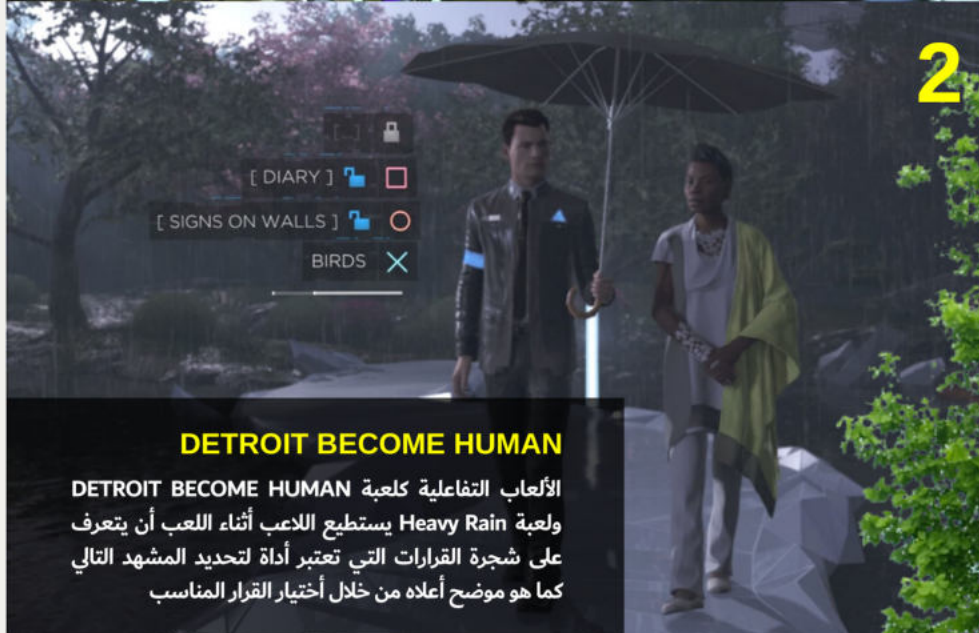 2
[...]
[ DIARY ]
[ SIGNS ON WALLS ]
BIRDS
DETROIT BECOME HUMAN
الألعاب التفاعلية كلعبة DETROIT BECOME HUMAN
ولعبة Heavy Rain يستطيع اللاعب أثناء اللعب أن يتعرف
على شجرة القرارات التي تعتبر أداة لتحديد المشهد التالي
كما هو موضح أعلاه من خلال أختيار القرار المناسب